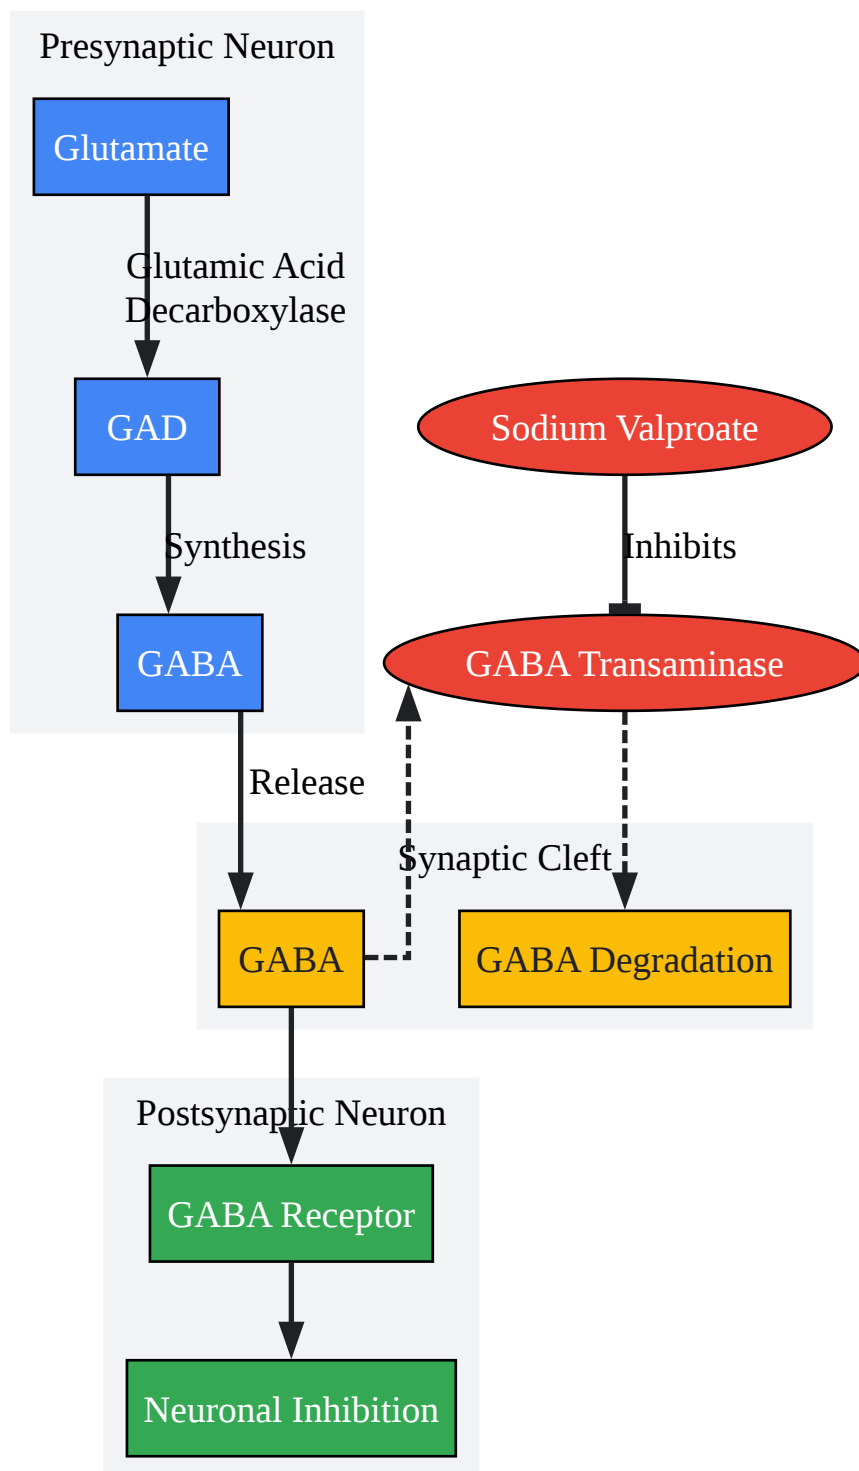 Presynaptic Neuron
Glutamate
Glutamic Acid
Decarboxylase
GAD
Sodium Valproate
Synthesis
Inhibits
GABA
GABA Transaminase
Release
Synaptic Cleft
GABA
GABA Degradation
Postsynaptic Neuron
GABA Receptor
Neuronal Inhibition